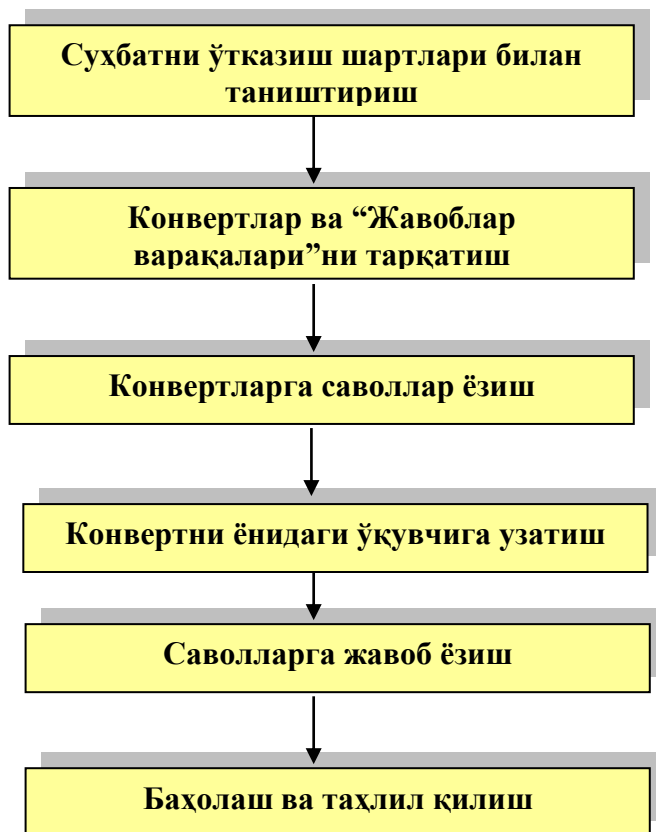 Суҳбатни ўтказиш шартлари билан
таништириш
Конвертлар ва “Жавоблар
варақалари”ни тарқатиш
Конвертларга саволлар ёзиш
Конвертни ёнидаги ўқувчига узатиш
Саволларга жавоб ёзиш
Баҳолаш ва таҳлил қилиш